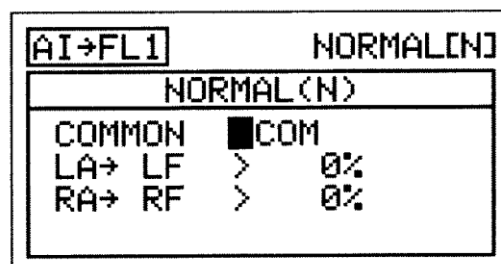 AI→FL1 NORMAL[N]
NORMAL(N)
COMMON █COM
LA→ LF > 0%
RA→ RF > 0%